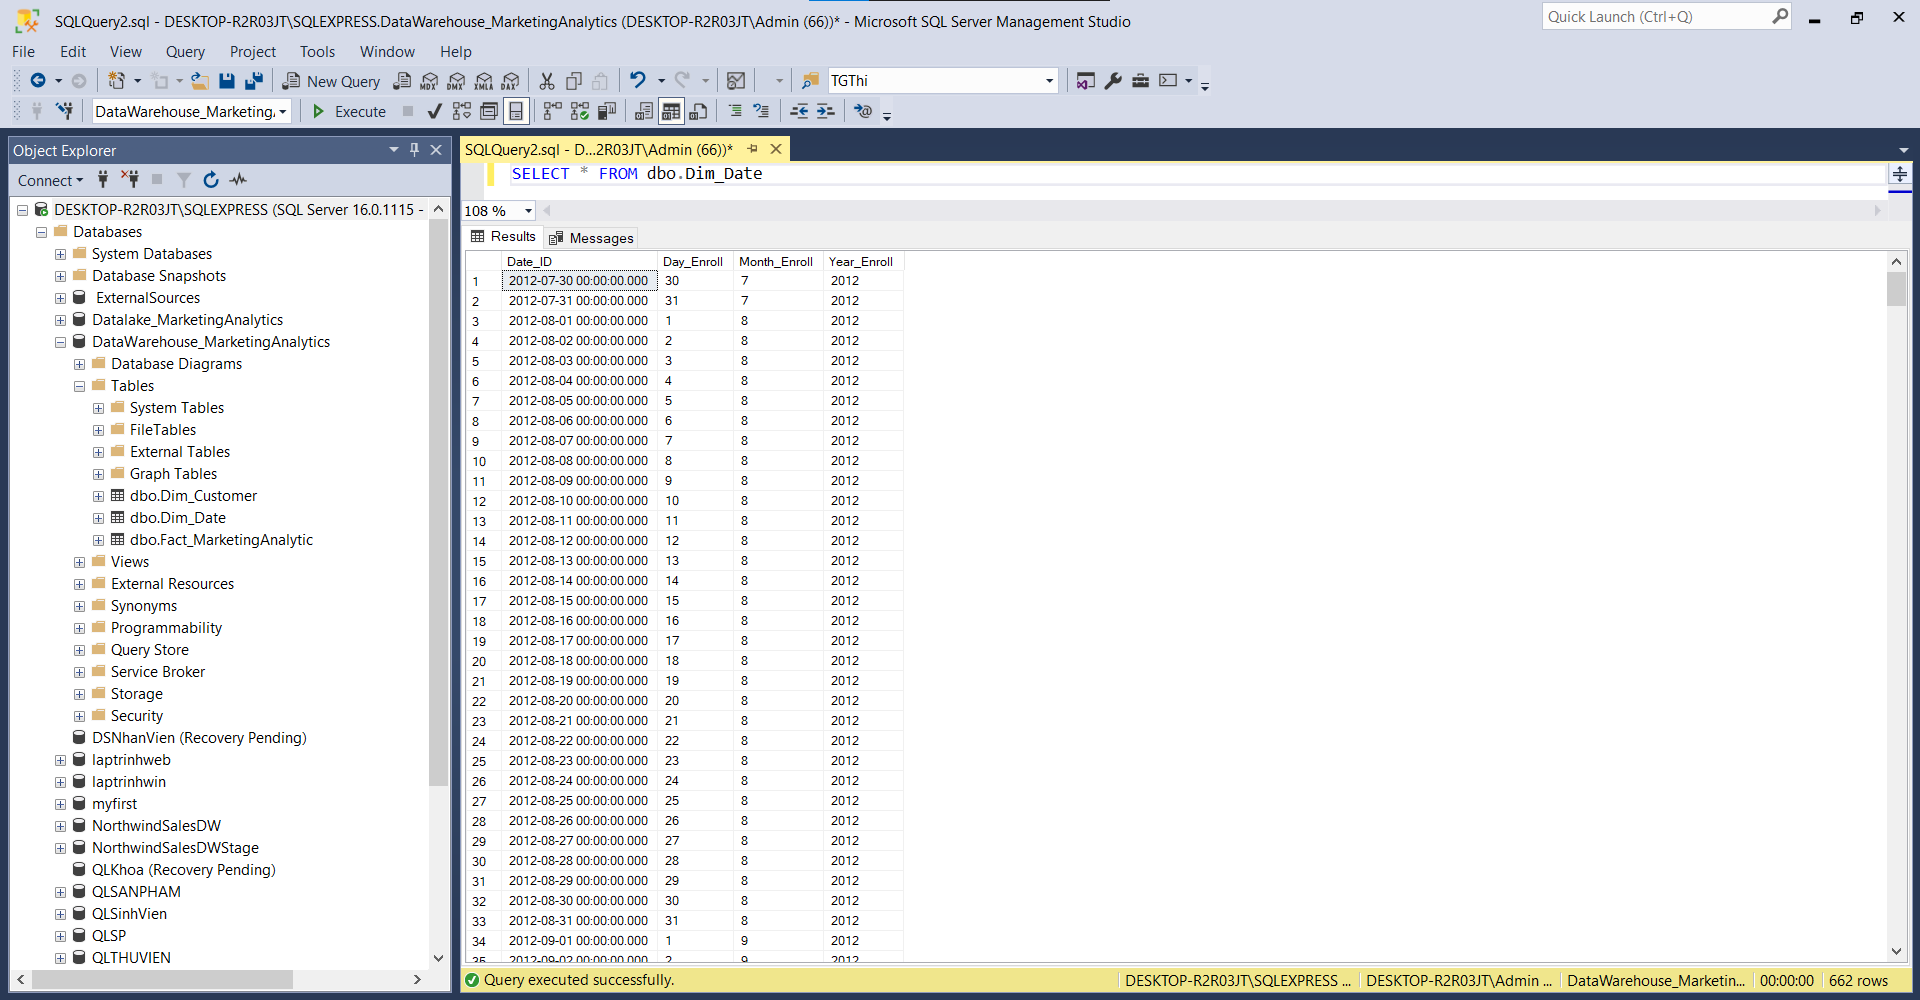 SQLQuery2.sql - DESKTOP-R2R03JT\SQLEXPRESS.DataWarehouse_MarketingAnalytics (DESKTOP-R2R03JT\Admin (66))* - Microsoft SQL Server Management Studio
Quick Launch (Ctrl+Q)
File Edit View Query Project Tools Window Help
New Query MDX DMX XMLA DAX TGThi
DataWarehouse_Marketing, Execute
Object Explorer
Connect
DESKTOP-R2R03JT\SQLEXPRESS (SQL Server 16.0.1115 -
Databases
System Databases
Database Snapshots
ExternalSources
Datalake_MarketingAnalytics
DataWarehouse_MarketingAnalytics
Database Diagrams
Tables
System Tables
FileTables
External Tables
Graph Tables
dbo.Dim_Customer
dbo.Dim_Date
dbo.Fact_MarketingAnalytic
Views
External Resources
Synonyms
Programmability
Query Store
Service Broker
Storage
Security
DSNhanVien (Recovery Pending)
laptrinhweb
laptrinhwin
myfirst
NorthwindSalesDW
NorthwindSalesDWStage
QLKhoa (Recovery Pending)
QLSANPHAM
QLSinhVien
QLSP
QLTHUVIEN
SQLQuery2.sql - D...2R03JT\Admin (66))*
SELECT * FROM dbo.Dim_Date
108 %
Results Messages
Date_ID Day_Enroll Month_Enroll Year_Enroll
1 2012-07-30 00:00:00.000 30 7 2012
2 2012-07-31 00:00:00.000 31 7 2012
3 2012-08-01 00:00:00.000 1 8 2012
4 2012-08-02 00:00:00.000 2 8 2012
5 2012-08-03 00:00:00.000 3 8 2012
6 2012-08-04 00:00:00.000 4 8 2012
7 2012-08-05 00:00:00.000 5 8 2012
8 2012-08-06 00:00:00.000 6 8 2012
9 2012-08-07 00:00:00.000 7 8 2012
10 2012-08-08 00:00:00.000 8 8 2012
11 2012-08-09 00:00:00.000 9 8 2012
12 2012-08-10 00:00:00.000 10 8 2012
13 2012-08-11 00:00:00.000 11 8 2012
14 2012-08-12 00:00:00.000 12 8 2012
15 2012-08-13 00:00:00.000 13 8 2012
16 2012-08-14 00:00:00.000 14 8 2012
17 2012-08-15 00:00:00.000 15 8 2012
18 2012-08-16 00:00:00.000 16 8 2012
19 2012-08-17 00:00:00.000 17 8 2012
20 2012-08-18 00:00:00.000 18 8 2012
21 2012-08-19 00:00:00.000 19 8 2012
22 2012-08-20 00:00:00.000 20 8 2012
23 2012-08-21 00:00:00.000 21 8 2012
24 2012-08-22 00:00:00.000 22 8 2012
25 2012-08-23 00:00:00.000 23 8 2012
26 2012-08-24 00:00:00.000 24 8 2012
27 2012-08-25 00:00:00.000 25 8 2012
28 2012-08-26 00:00:00.000 26 8 2012
29 2012-08-27 00:00:00.000 27 8 2012
30 2012-08-28 00:00:00.000 28 8 2012
31 2012-08-29 00:00:00.000 29 8 2012
32 2012-08-30 00:00:00.000 30 8 2012
33 2012-08-31 00:00:00.000 31 8 2012
34 2012-09-01 00:00:00.000 1 9 2012
35 2012-09-02 00:00:00.000 2 9 2012
Query executed successfully. DESKTOP-R2R03JT\SQLEXPRESS ... DESKTOP-R2R03JT\Admin ... DataWarehouse_Marketin... 00:00:00 662 rows